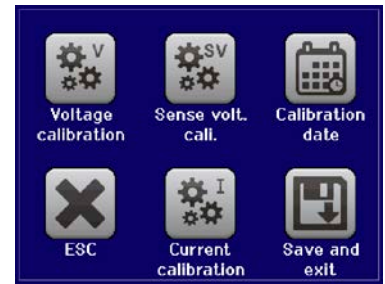 V
SV
Voltage
calibration
Sense volt.
cali.
Calibration
date
I
ESC
Current
calibration
Save and
exit